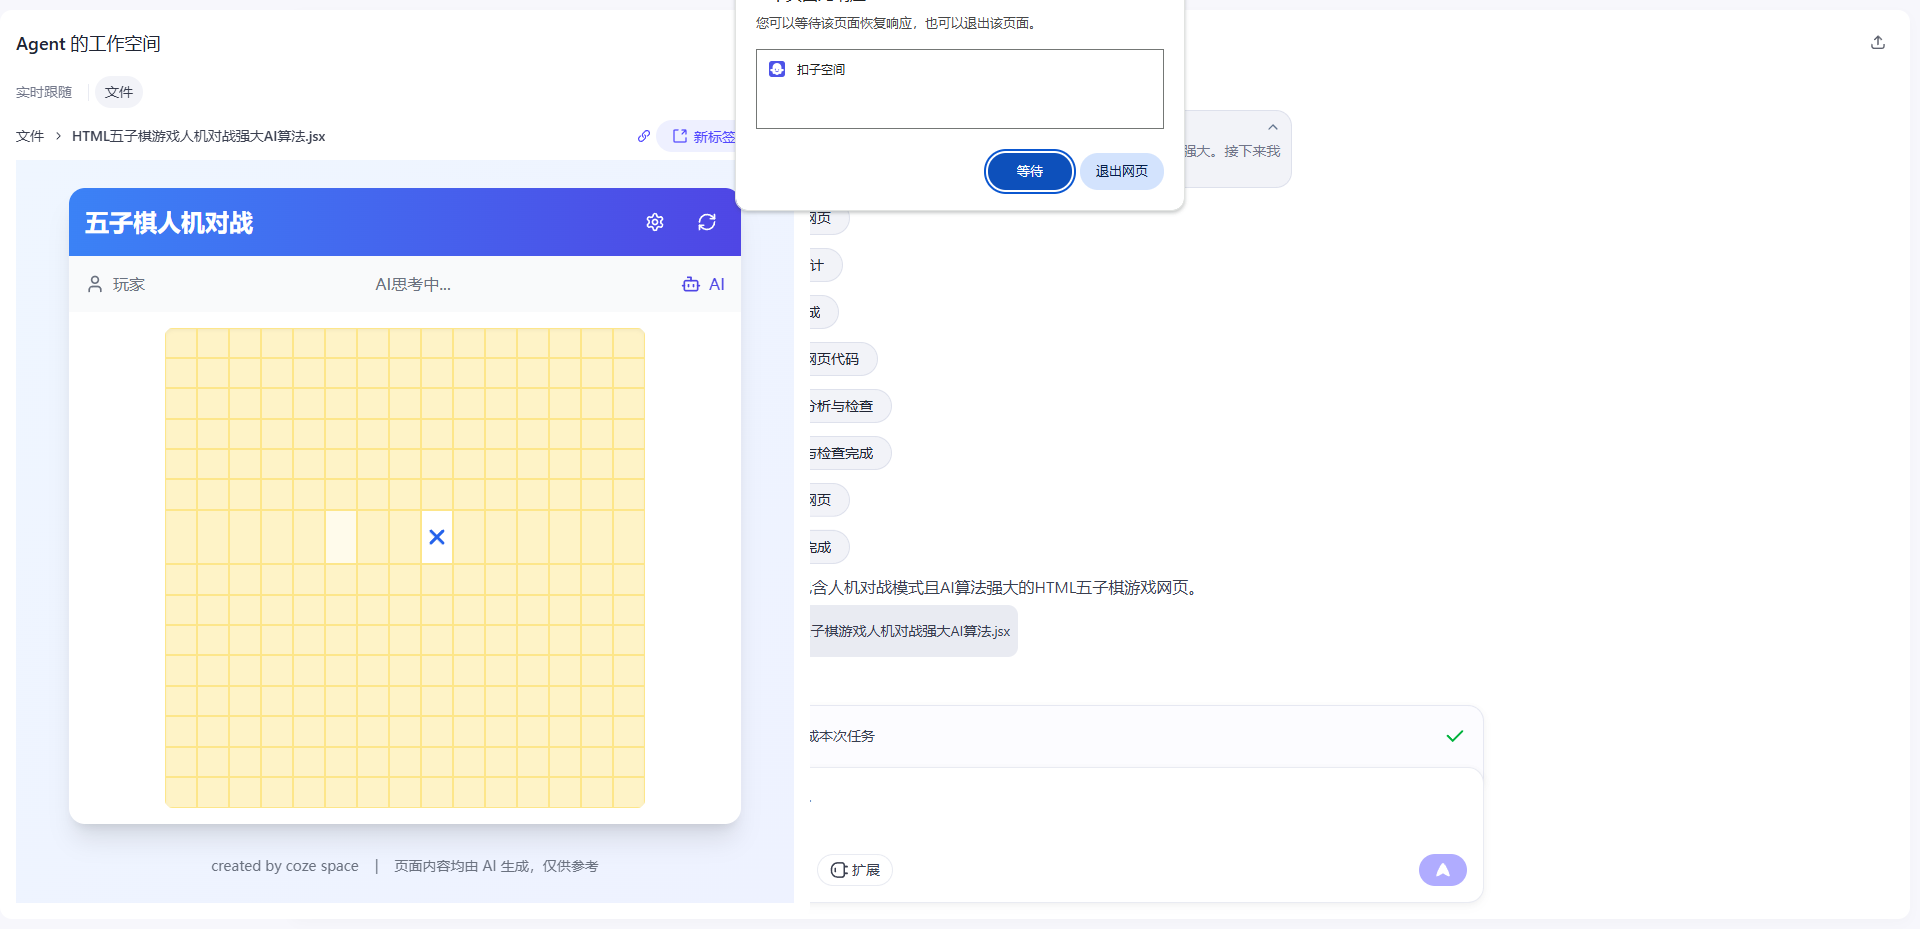 您可以等待该页面恢复响应，也可以退出该页面。
扣子空间
等待
退出网页
Agent 的工作空间
实时跟随
文件
文件 > HTML五子棋游戏人机对战强大AI算法.jsx
新标签
五子棋人机对战
玩家
AI思考中...
AI
created by coze space | 页面内容均由 AI 生成，仅供参考
强大。接下来我
网页
计
成
网页代码
分析与检查
与检查完成
网页
完成
含人机对战模式且AI算法强大的HTML五子棋游戏网页。
子棋游戏人机对战强大AI算法.jsx
成本次任务
扩展